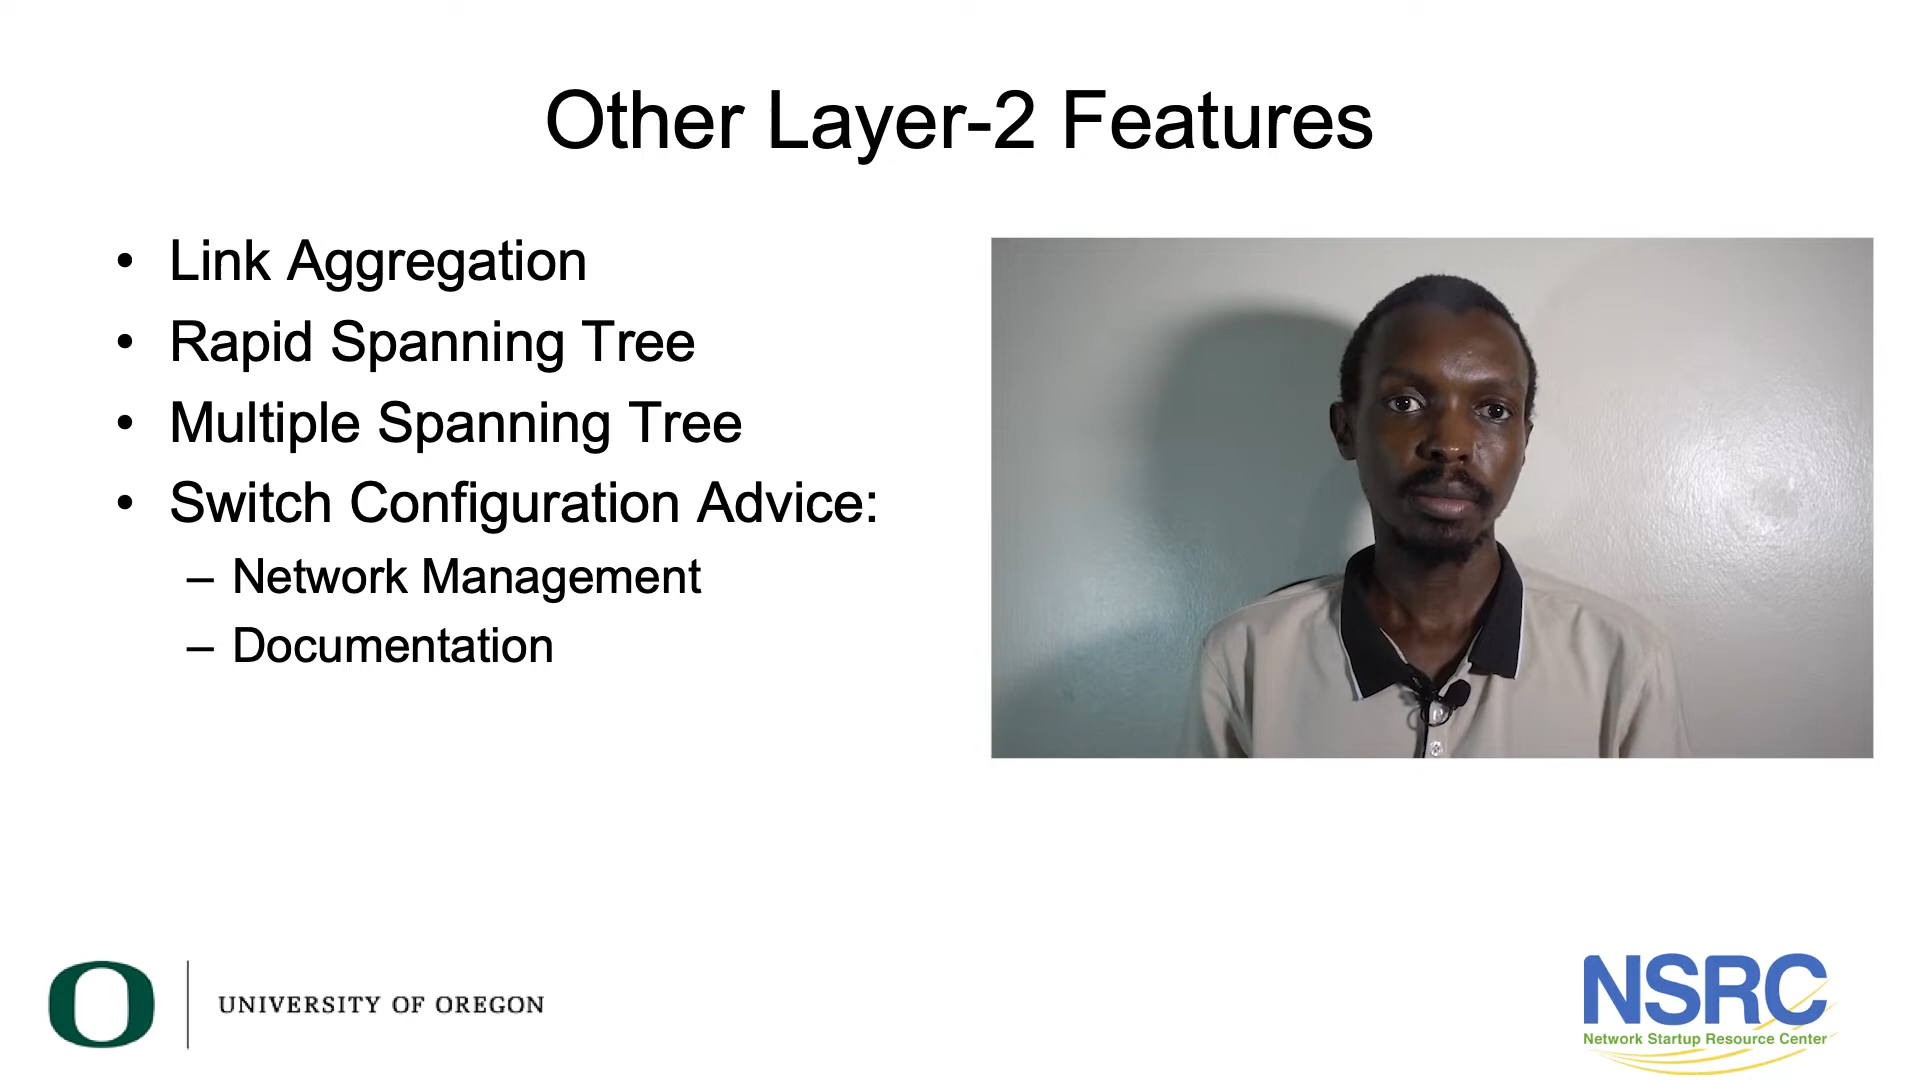 Other Layer-2 Features
• Link Aggregation
• Rapid Spanning Tree
• Multiple Spanning Tree
• Switch Configuration Advice:
– Network Management
– Documentation
O
UNIVERSITY OF OREGON
NSRC
Network Startup Resource Center